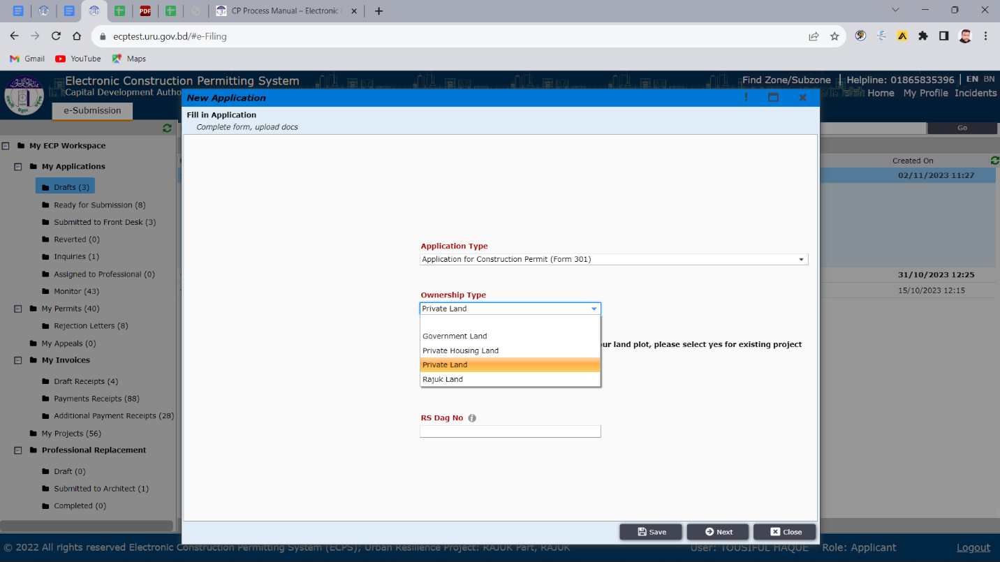 CP Process Manual – Electronic
ecptest.uru.gov.bd/#e-Filing
Gmail YouTube Maps
Electronic Construction Permitting System
Capital Development Autho
Find Zone/Subzone | Helpline: 01865835396 | EN BN
Home My Profile Incidents
e-Submission
New Application
Fill in Application
Complete form, upload docs
Go
My ECP Workspace
My Applications
Drafts (3)
Ready for Submission (8)
Submitted to Front Desk (3)
Reverted (0)
Inquiries (1)
Assigned to Professional (0)
Monitor (43)
My Permits (40)
Rejection Letters (8)
My Appeals (0)
My Invoices
Draft Receipts (4)
Payments Receipts (88)
Additional Payment Receipts (28)
My Projects (56)
Professional Replacement
Draft (0)
Submitted to Architect (1)
Completed (0)
Application Type
Application for Construction Permit (Form 301)
Ownership Type
Private Land
Government Land
Private Housing Land
Private Land
Rajuk Land
ur land plot, please select yes for existing project
RS Dag No
Created On
02/11/2023 11:27
31/10/2023 12:25
15/10/2023 12:15
Save Next Close
© 2022 All rights reserved Electronic Construction Permitting System (ECPS); Urban Resilience Project: RAJUK Part, RAJUK
User: TOUSIFUL HAQUE Role: Applicant Logout